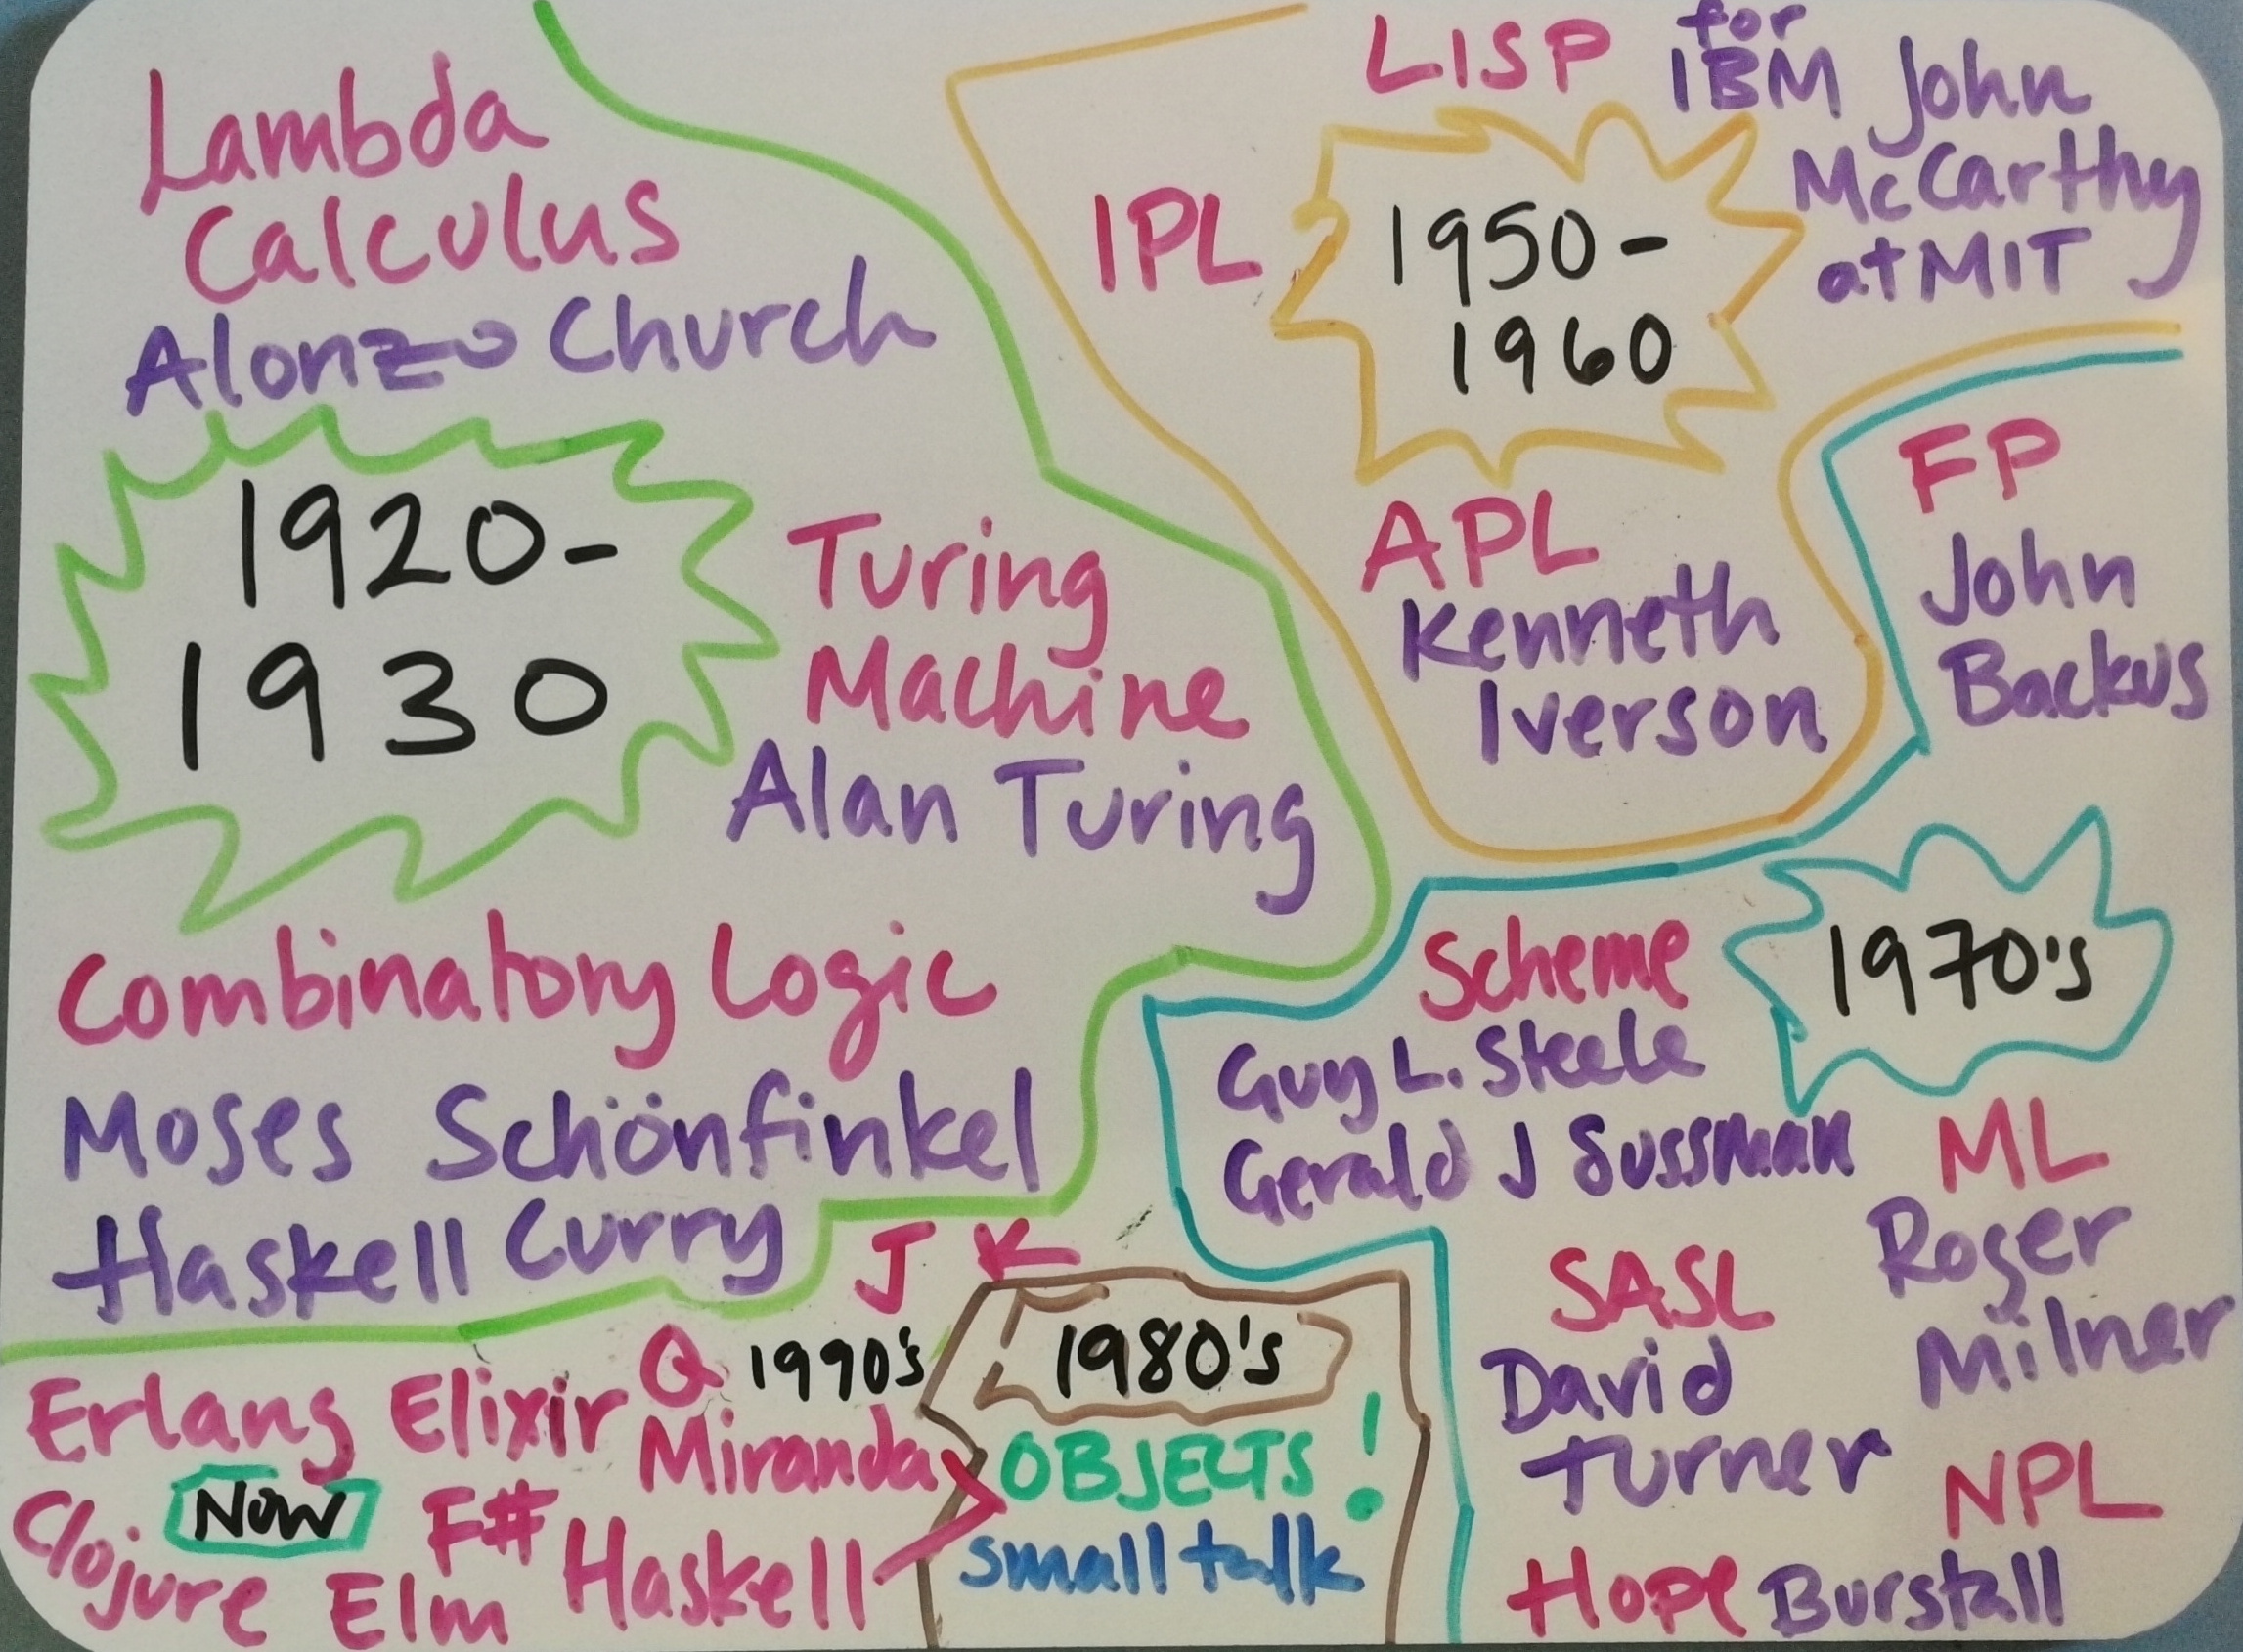 Lambda
Calculus
Alonzo Church
1920-
1930
Turing
Machine
Alan Turing
Combinatory Logic
Moses Schönfinkel
Haskell Curry
LISP
for
IBM
John
McCarthy
at MIT
IPL
1950-
1960
APL
Kenneth
Iverson
FP
John
Backus
1970's
Scheme
Guy L. Steele
Gerald J Sussman
ML
Roger
Milner
SASL
David
Turner
NPL
Hope Burstall
1980's
OBJECTS!
small talk
J K
Q 1990's
Miranda
Haskell
Erlang Elixir
Now
F#
Clojure Elm